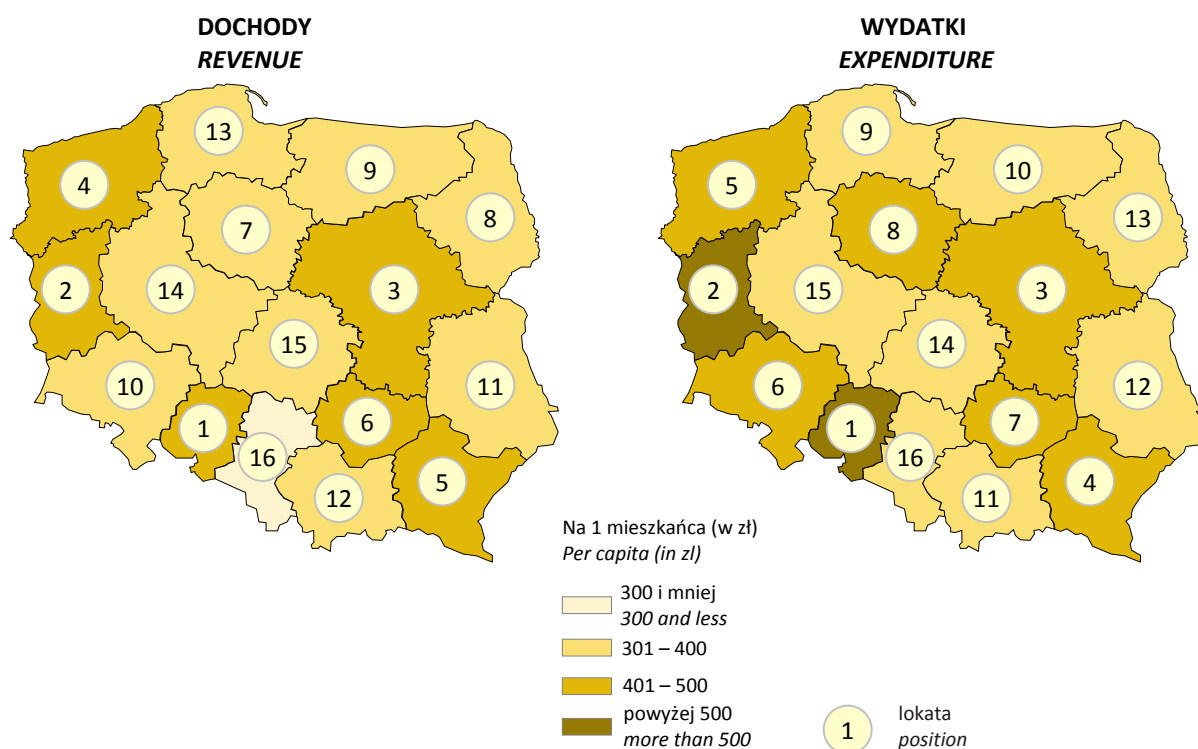 DOCHODY
REVENUE
WYDATKI
EXPENDITURE
13
4
9
8
7
2
14
3
15
10
11
1
6
16
5
12
9
5
10
13
8
2
15
3
14
6
12
1
7
16
4
11
Na 1 mieszkańca (w zł)
Per capita (in zl)
300 i mniej
300 and less
301 – 400
401 – 500
powyżej 500
more than 500
1
lokata
position